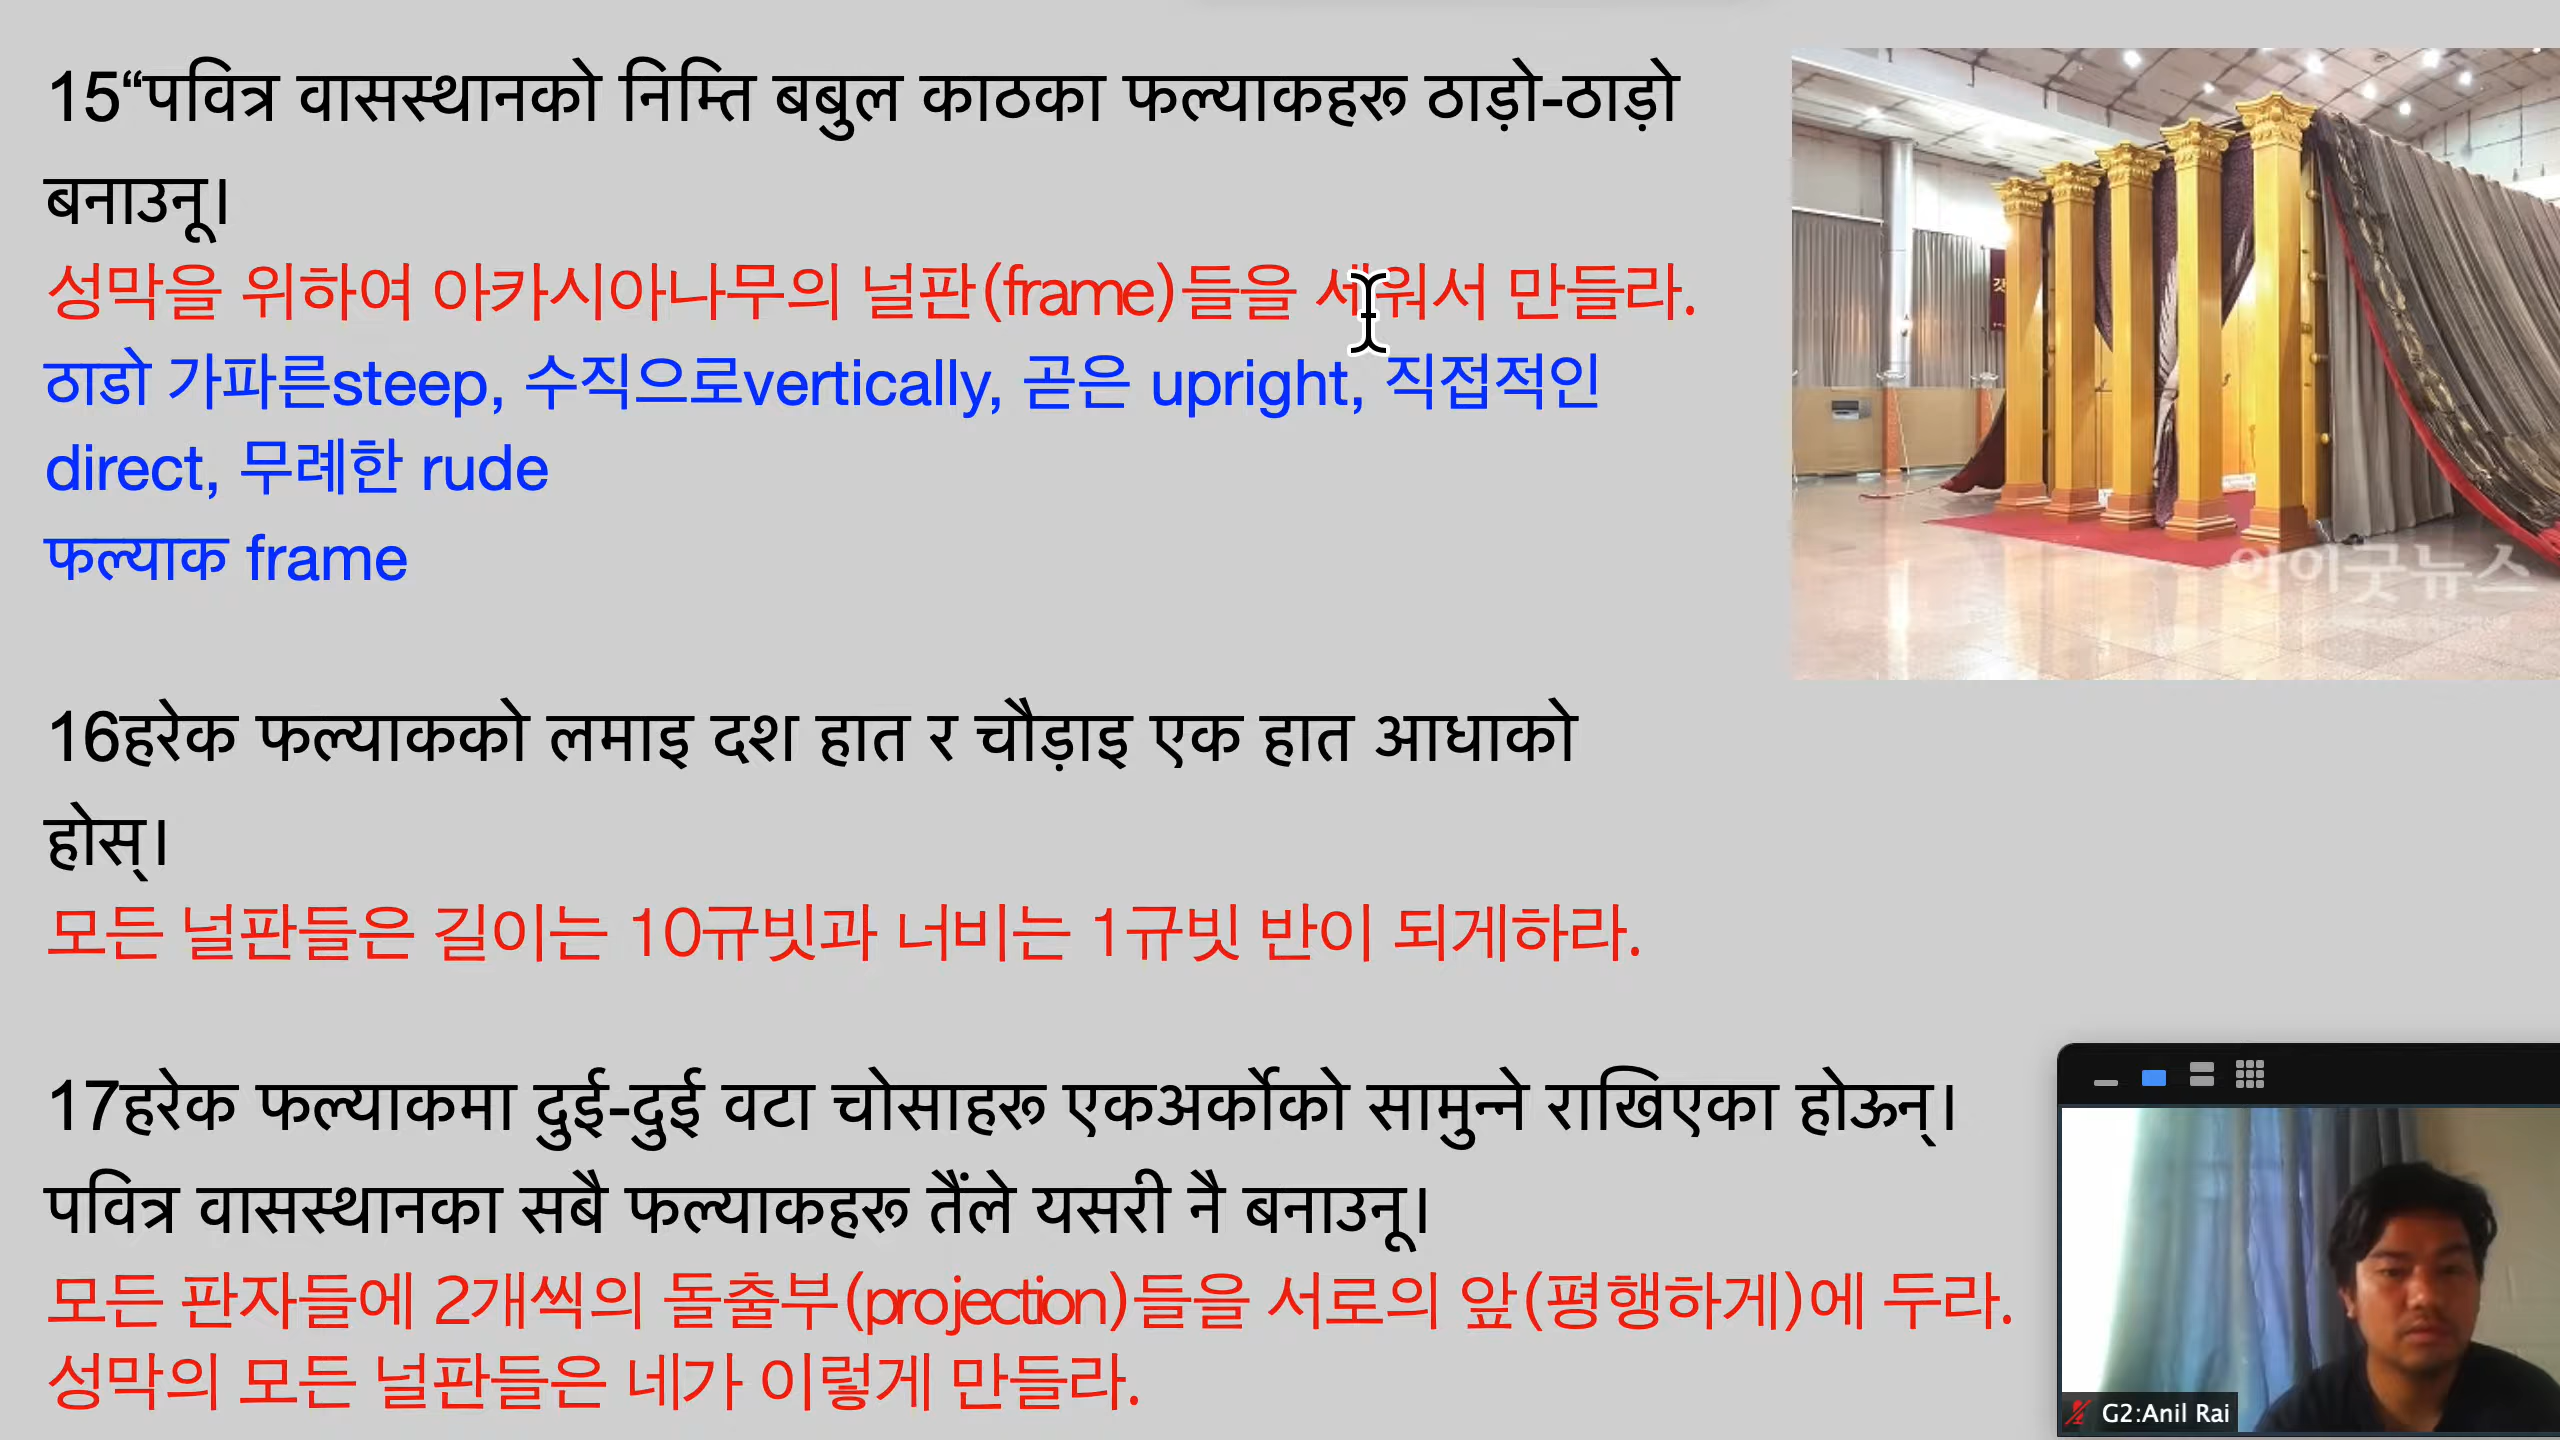 15“पवित्र वासस्थानको निम्ति बबुल काठका फल्याकहरू ठाड़ो-ठाड़ो
बनाउनू।
성막을 위하여 아카시아나무의 널판(frame)들을 세워서 만들라.
ठाडो 가파른steep, 수직으로vertically, 곧은 upright, 직접적인
direct, 무례한 rude
फल्याक frame
아이굿뉴스
16हरेक फल्याकको लमाइ दश हात र चौड़ाइ एक हात आधाको
होस्।
모든 널판들은 길이는 10규빗과 너비는 1규빗 반이 되게하라.
17हरेक फल्याकमा दुई-दुई वटा चोसाहरू एकअर्कोको सामुन्ने राखिएका होऊन्।
पवित्र वासस्थानका सबै फल्याकहरू तैंले यसरी नै बनाउनू।
모든 판자들에 2개씩의 돌출부(projection)들을 서로의 앞(평행하게)에 두라.
성막의 모든 널판들은 네가 이렇게 만들라.
G2:Anil Rai